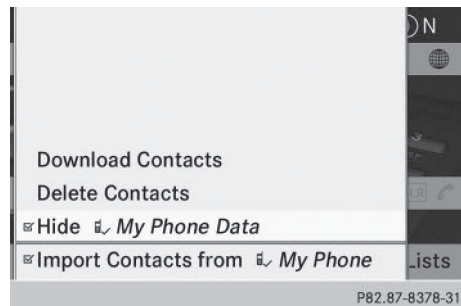 N
Download Contacts
Delete Contacts
Hide My Phone Data
Import Contacts from My Phone
Lists
P82.87-8378-31